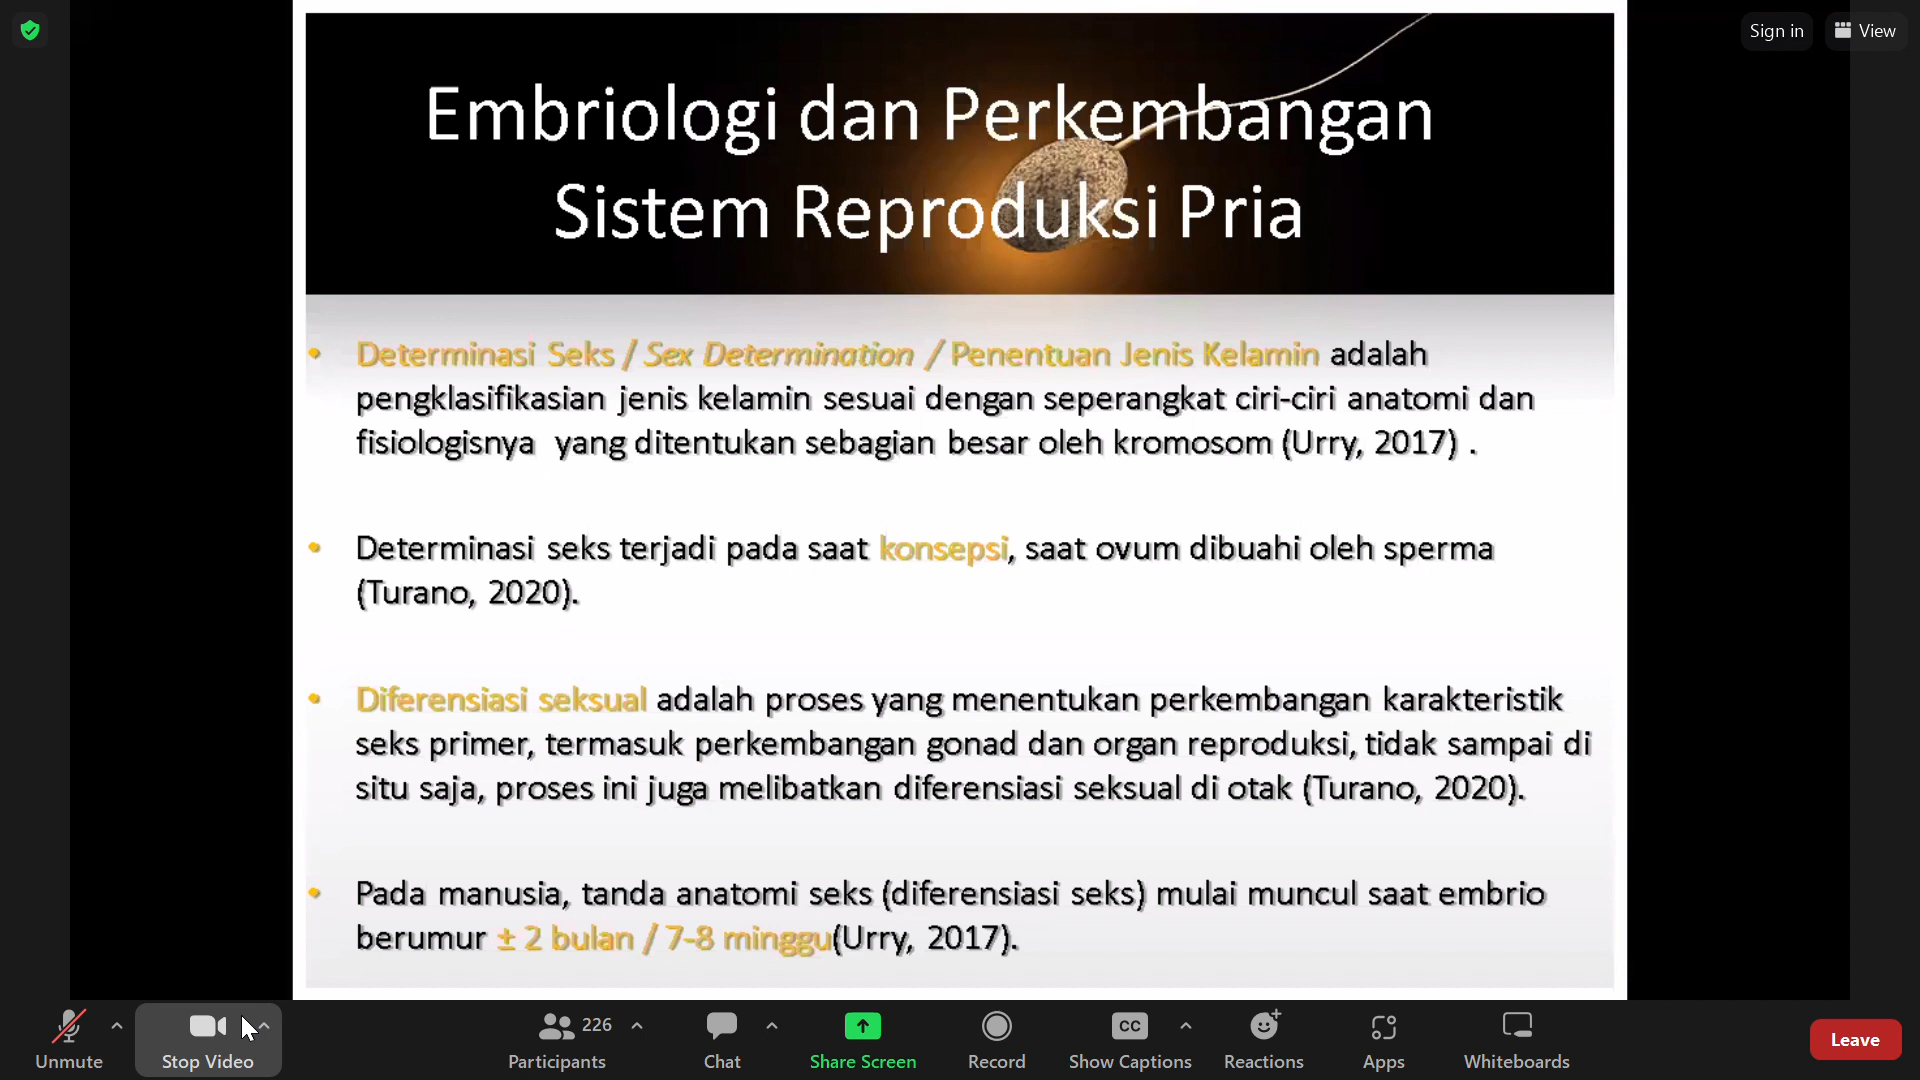 Sign in
View
Embriologi dan Perkembangan
Sistem Reproduksi Pria
• Determinasi Seks / Sex Determination / Penentuan Jenis Kelamin adalah
pengklasifikasian jenis kelamin sesuai dengan seperangkat ciri-ciri anatomi dan
fisiologisnya yang ditentukan sebagian besar oleh kromosom (Urry, 2017) .
• Determinasi seks terjadi pada saat konsepsi, saat ovum dibuahi oleh sperma
(Turano, 2020).
• Diferensiasi seksual adalah proses yang menentukan perkembangan karakteristik
seks primer, termasuk perkembangan gonad dan organ reproduksi, tidak sampai di
situ saja, proses ini juga melibatkan diferensiasi seksual di otak (Turano, 2020).
• Pada manusia, tanda anatomi seks (diferensiasi seks) mulai muncul saat embrio
berumur ± 2 bulan / 7-8 minggu(Urry, 2017).
Unmute
Stop Video
226
Participants
Chat
Share Screen
Record
CC
Show Captions
Reactions
Apps
Whiteboards
Leave